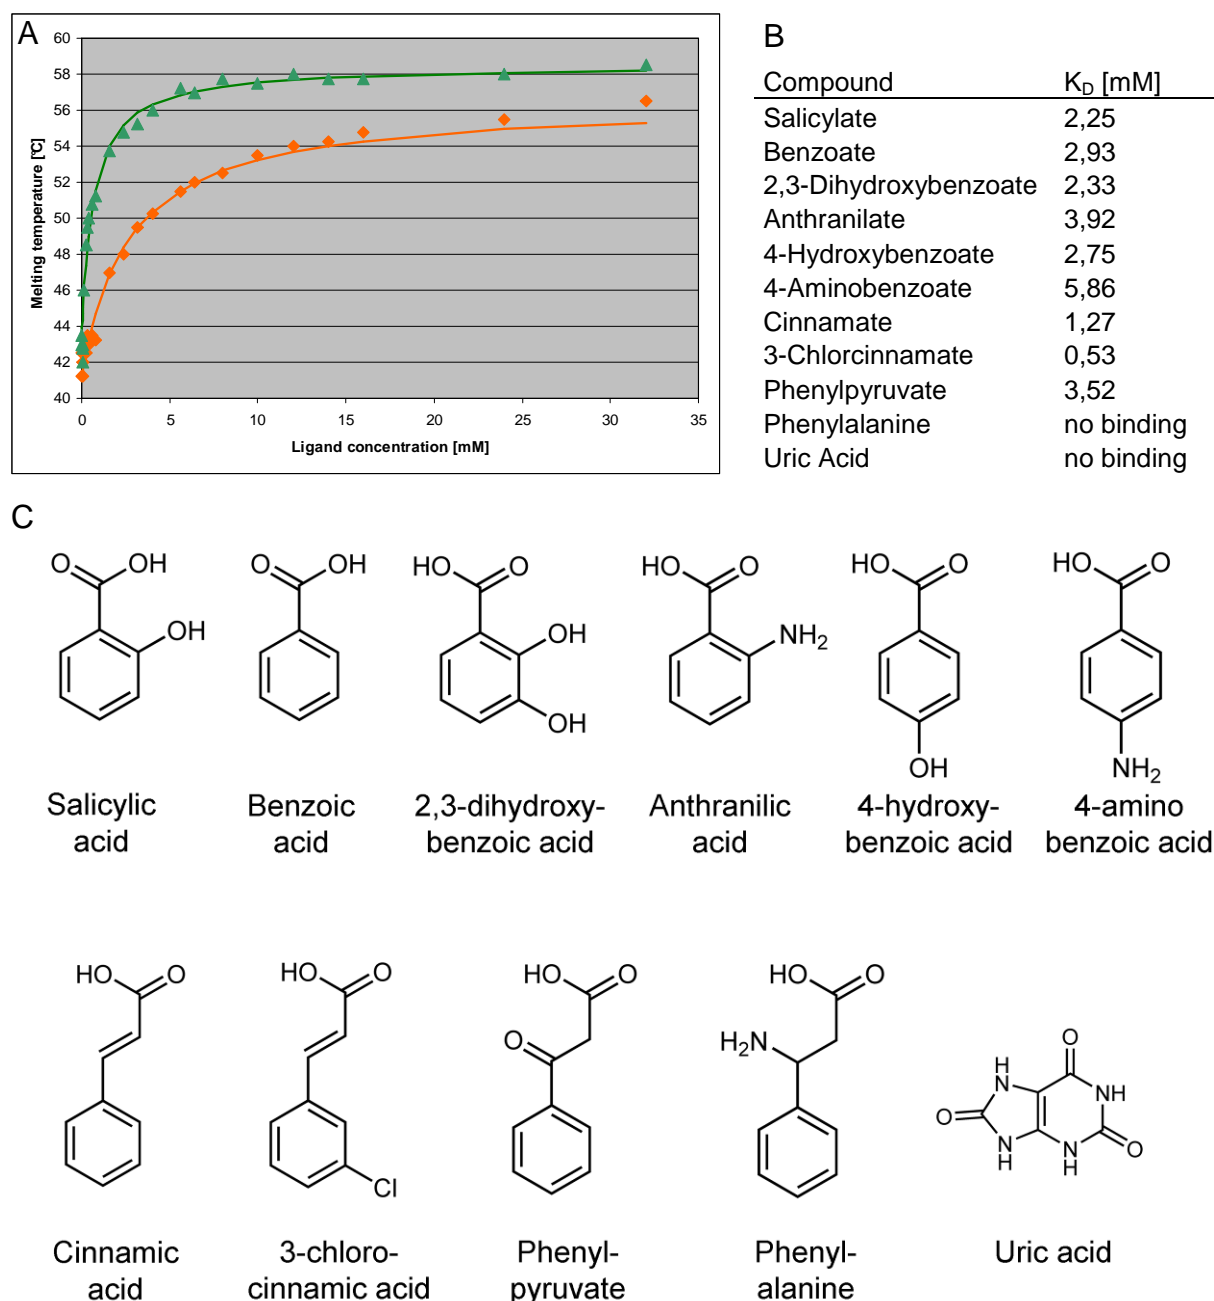 A
60
58
56
54
52
50
48
46
44
42
40
Melting temperature [°C]
0 5 10 15 20 25 30 35
Ligand concentration [mM]
B
Compound K_D [mM]
Salicylate 2,25
Benzoate 2,93
2,3-Dihydroxybenzoate 2,33
Anthranilate 3,92
4-Hydroxybenzoate 2,75
4-Aminobenzoate 5,86
Cinnamate 1,27
3-Chlorcinnamate 0,53
Phenylpyruvate 3,52
Phenylalanine no binding
Uric Acid no binding
C
O OH
OH
Salicylic
acid
O OH
Benzoic
acid
HO O
OH
OH
2,3-dihydroxy-
benzoic acid
HO O
NH2
Anthranilic
acid
HO O
OH
4-hydroxy-
benzoic acid
HO O
NH2
4-amino
benzoic acid
HO O
Cinnamic
acid
HO O
Cl
3-chloro-
cinnamic acid
HO O
O
Phenyl-
pyruvate
HO O
H2N
Phenyl-
alanine
O
H
N
NH
O
N
H
N
H
O
Uric acid